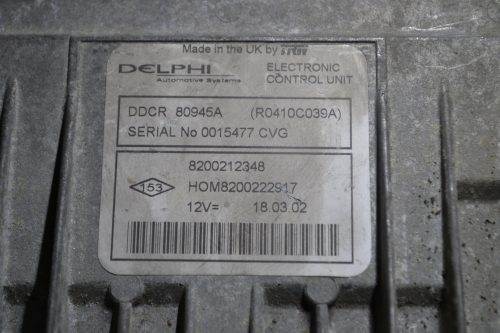 Made in the UK by TRW
DELPHI ELECTRONIC
Automotive Systems CONTROL UNIT
DDCR 80945A (R0410C039A)
SERIAL No 0015477 CVG
8200212348
153 HOM8200222917
12V= 18.03.02